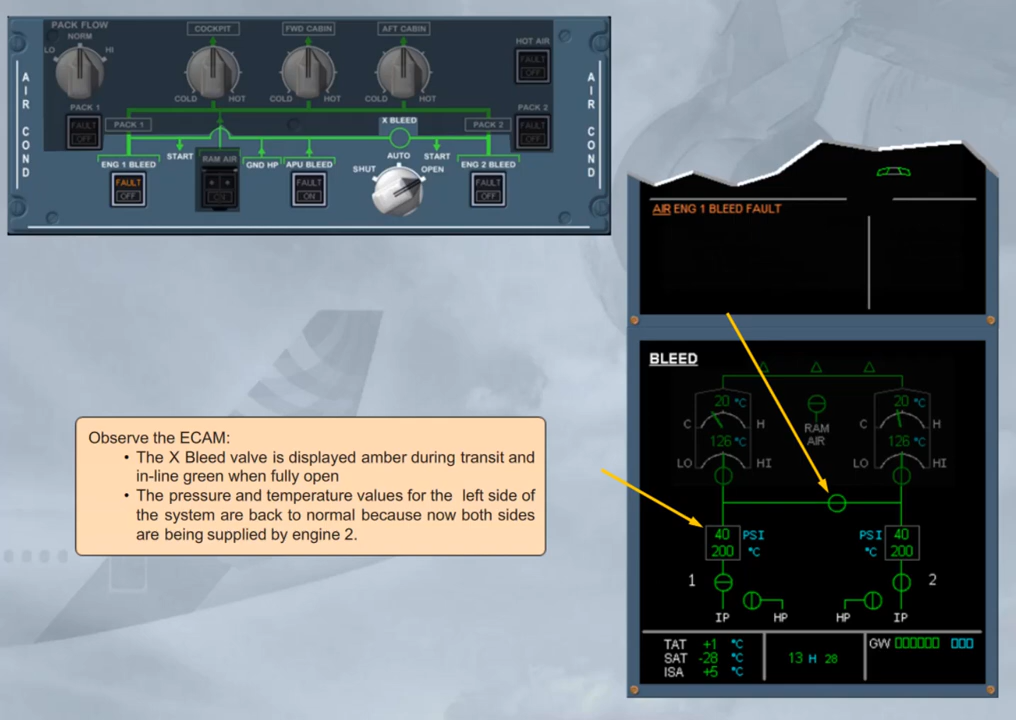 PACK FLOW
NORM
LO HI
COCKPIT
FWD CABIN
AFT CABIN
HOT AIR
FAULT
OFF
COLD HOT
COLD HOT
COLD HOT
AIR COND
AIR COND
PACK 1
FAULT
OFF
PACK 1
X BLEED
PACK 2
PACK 2
FAULT
OFF
START
AUTO
START
ENG 1 BLEED
RAM AIR
GND HP
APU BLEED
SHUT
OPEN
ENG 2 BLEED
FAULT
OFF
ON
FAULT
ON
FAULT
OFF
AIR ENG 1 BLEED FAULT
Observe the ECAM:
• The X Bleed valve is displayed amber during transit and
in-line green when fully open
• The pressure and temperature values for the left side of
the system are back to normal because now both sides
are being supplied by engine 2.
BLEED
20 °C
20 °C
C H
C H
RAM
AIR
126 °C
126 °C
LO HI
LO HI
40 PSI
PSI 40
200 °C
°C 200
1
2
IP HP
HP IP
TAT +1 °C
SAT -28 °C
ISA +5 °C
13 H 28
GW